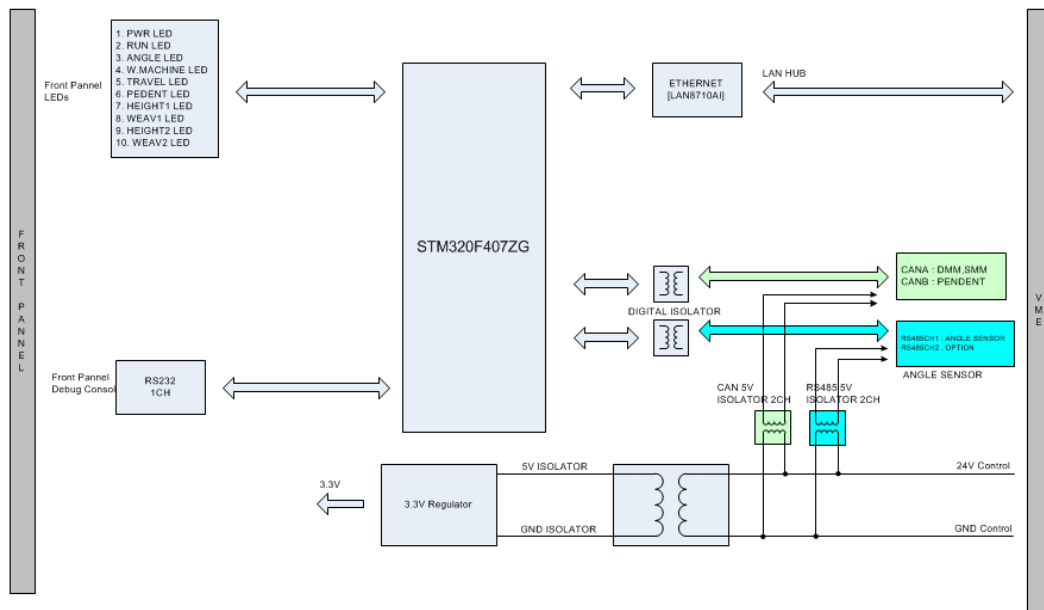 FRONT PANNEL
Front Pannel
LEDs
1. PWR LED
2. RUN LED
3. ANGLE LED
4. W.MACHINE LED
5. TRAVEL LED
6. PEDENT LED
7. HEIGHT1 LED
8. WEAV1 LED
9. HEIGHT2 LED
10. WEAV2 LED
STM320F407ZG
ETHERNET
[LAN8710AI]
LAN HUB
DIGITAL ISOLATOR
CANA : DMM,SMM
CANB : PENDENT
RS485CH1 : ANGLE SENSOR
RS485CH2 : OPTION
ANGLE SENSOR
VME
Front Pannel
Debug Consol
RS232
1CH
CAN 5V
ISOLATOR 2CH
RS485 5V
ISOLATOR 2CH
3.3V
3.3V Regulator
5V ISOLATOR
GND ISOLATOR
24V Control
GND Control